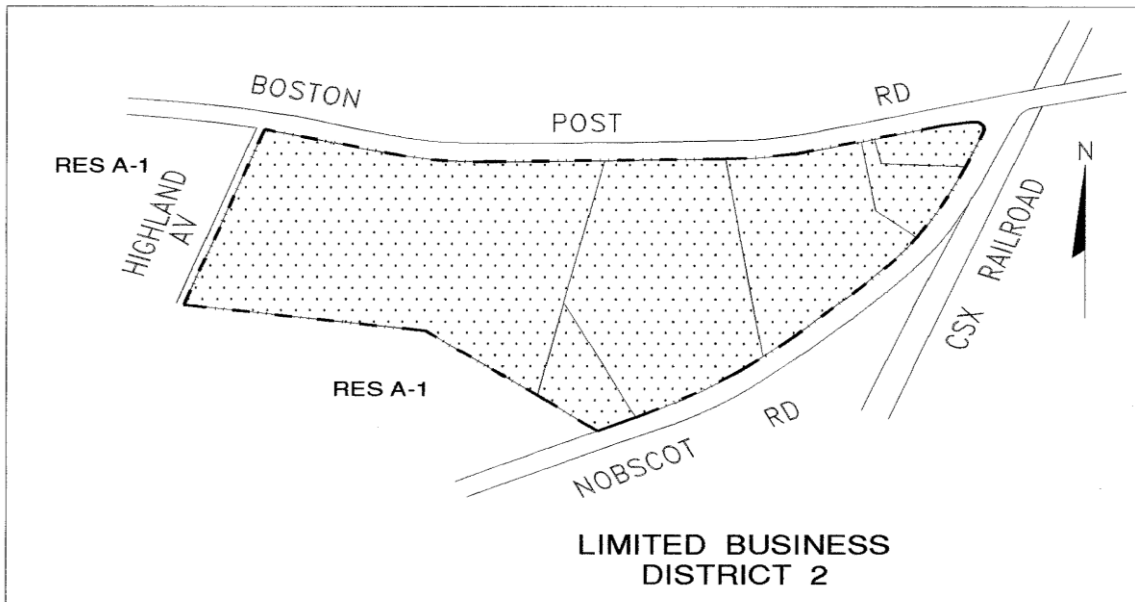 BOSTON POST RD
RES A-1
HIGHLAND AV
N
CSX RAILROAD
RES A-1
NOBSCOT RD
LIMITED BUSINESS
DISTRICT 2